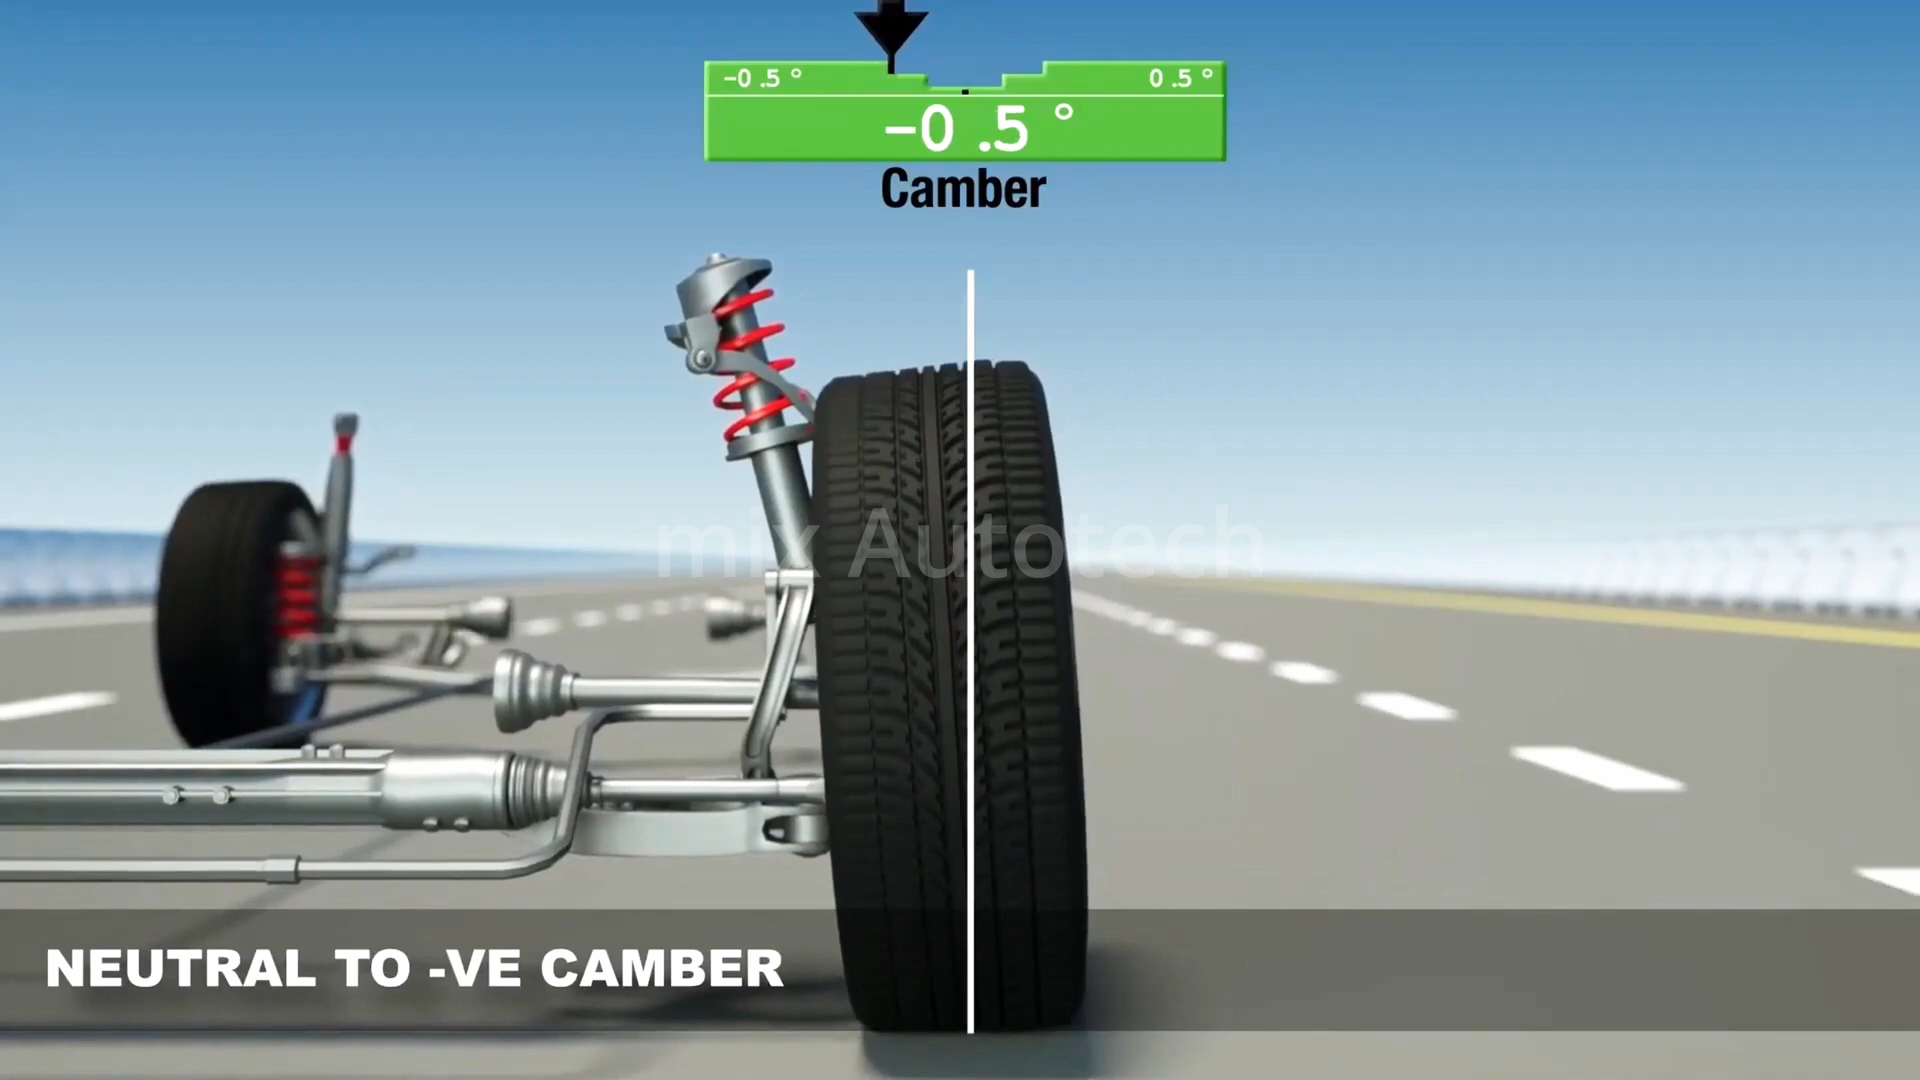 −0.5° 0.5°
−0.5°
Camber
mix Autotech
NEUTRAL TO -VE CAMBER